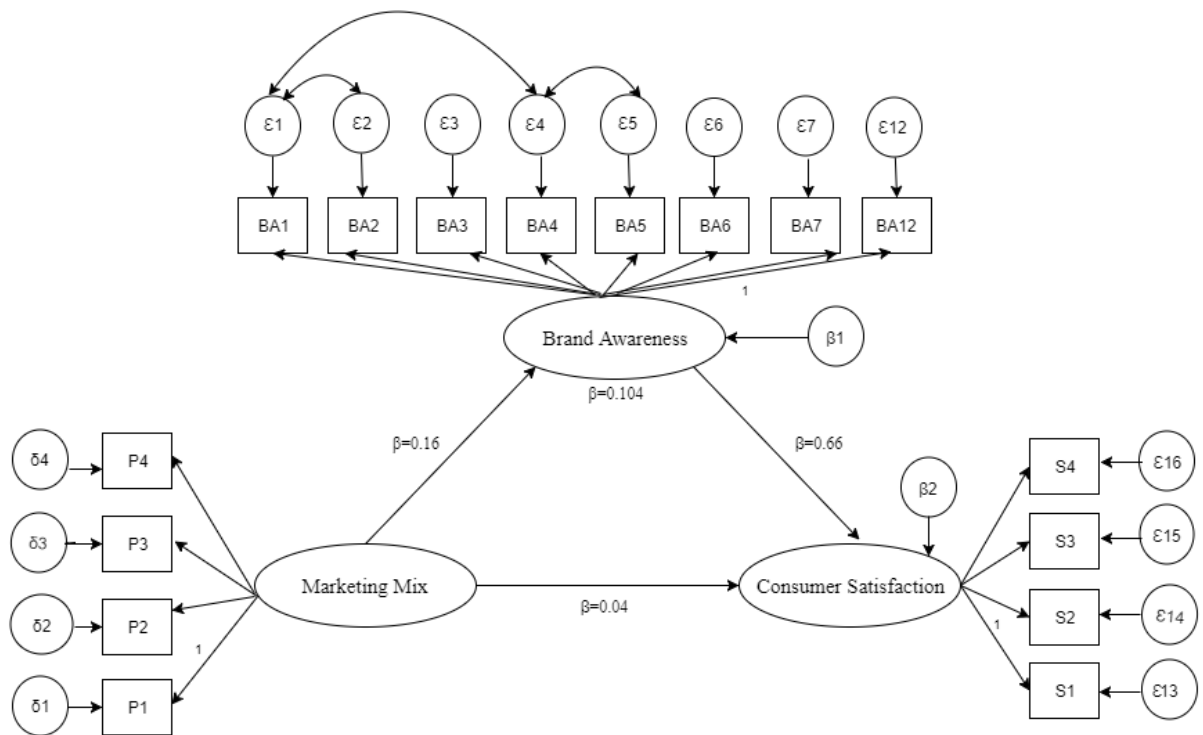 ε1 ε2 ε3 ε4 ε5 ε6 ε7 ε12
BA1 BA2 BA3 BA4 BA5 BA6 BA7 BA12
1
Brand Awareness
β1
β=0.104
β=0.16
β=0.66
δ4 P4
δ3 P3
δ2 P2
1
δ1 P1
Marketing Mix
β=0.04
β2
Consumer Satisfaction
S4 ε16
S3 ε15
S2 ε14
1
S1 ε13